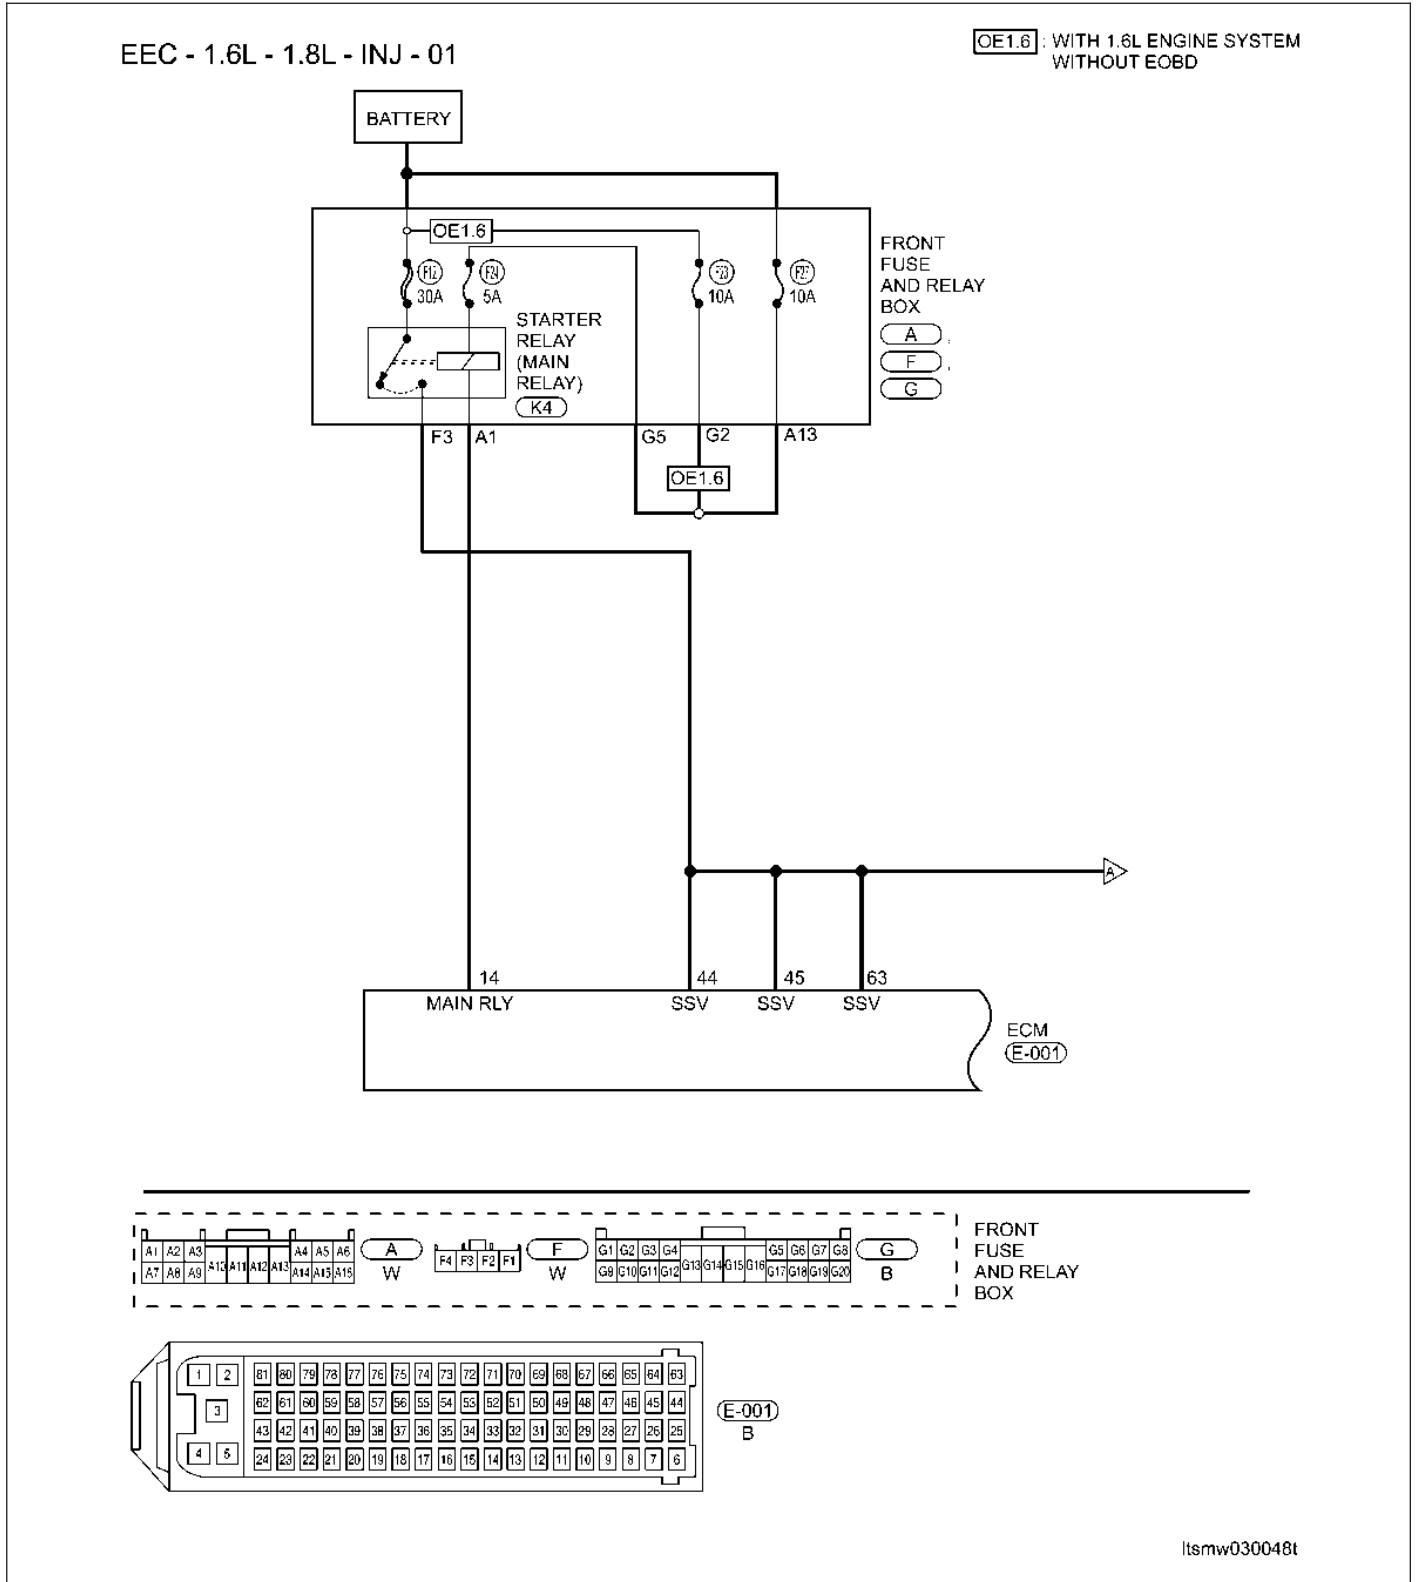 EEC - 1.6L - 1.8L - INJ - 01
OE1.6 : WITH 1.6L ENGINE SYSTEM
WITHOUT EOBD
BATTERY
OE1.6
F12
30A
F24
5A
F23
10A
F27
10A
FRONT
FUSE
AND RELAY
BOX
A ,
F ,
G
STARTER
RELAY
(MAIN
RELAY)
K4
F3 A1 G5 G2 A13
OE1.6
A
14 44 45 63
MAIN RLY SSV SSV SSV
ECM
E-001
A1 A2 A3 A4 A5 A6
A10 A11 A12 A13
A7 A8 A9 A14 A15 A16
A
W
F4 F3 F2 F1
F
W
G1 G2 G3 G4 G5 G6 G7 G8
G13 G14 G15 G16
G9 G10 G11 G12 G17 G18 G19 G20
G
B
FRONT
FUSE
AND RELAY
BOX
1 2 81 80 79 78 77 76 75 74 73 72 71 70 69 68 67 66 65 64 63
3 62 61 60 59 58 57 56 55 54 53 52 51 50 49 48 47 46 45 44
43 42 41 40 39 38 37 36 35 34 33 32 31 30 29 28 27 26 25
4 5 24 23 22 21 20 19 18 17 16 15 14 13 12 11 10 9 8 7 6
E-001
B
ltsmw030048t